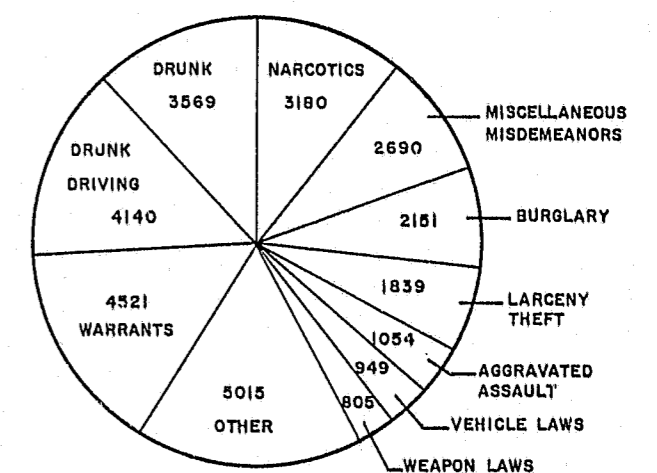 DRUNK
3569
NARCOTICS
3180
MISCELLANEOUS
MISDEMEANORS
2690
DRUNK
DRIVING
4140
2151
BURGLARY
1839
LARCENY
THEFT
4521
WARRANTS
1054
AGGRAVATED
ASSAULT
949
VEHICLE LAWS
805
WEAPON LAWS
5015
OTHER